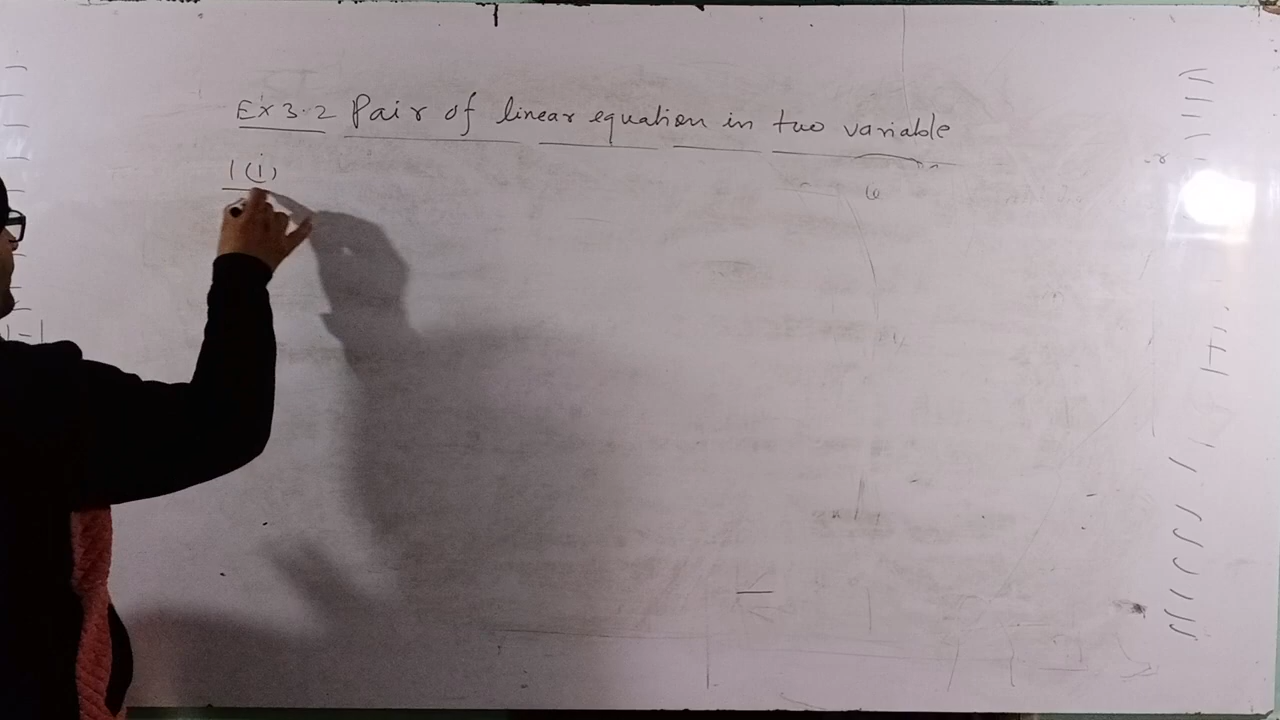 Ex 3.2 Pair of linear equation in two variable
1 (i)